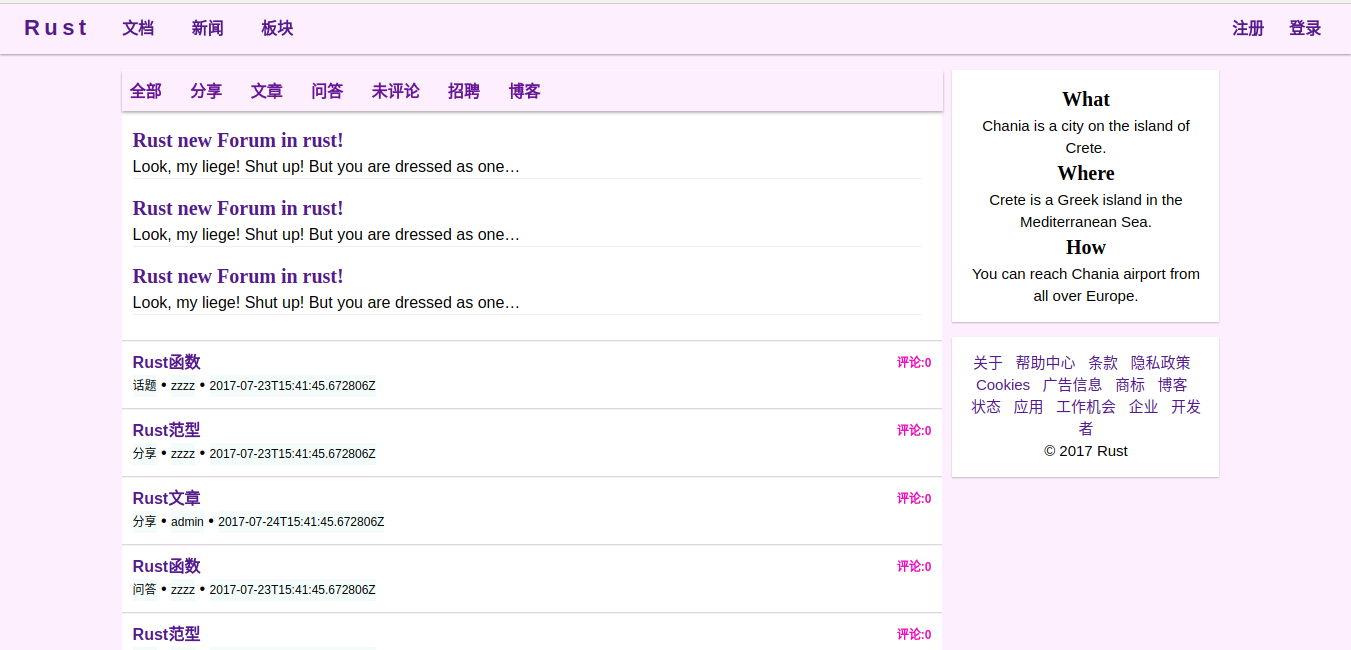 Rust 文档 新闻 板块 注册 登录
全部 分享 文章 问答 未评论 招聘 博客
Rust new Forum in rust!
Look, my liege! Shut up! But you are dressed as one…
Rust new Forum in rust!
Look, my liege! Shut up! But you are dressed as one…
Rust new Forum in rust!
Look, my liege! Shut up! But you are dressed as one…
Rust函数 评论:0
话题 • zzzz • 2017-07-23T15:41:45.672806Z
Rust范型 评论:0
分享 • zzzz • 2017-07-23T15:41:45.672806Z
Rust文章 评论:0
分享 • admin • 2017-07-24T15:41:45.672806Z
Rust函数 评论:0
问答 • zzzz • 2017-07-23T15:41:45.672806Z
Rust范型 评论:0
What
Chania is a city on the island of
Crete.
Where
Crete is a Greek island in the
Mediterranean Sea.
How
You can reach Chania airport from
all over Europe.
关于 帮助中心 条款 隐私政策
Cookies 广告信息 商标 博客
状态 应用 工作机会 企业 开发
者
© 2017 Rust